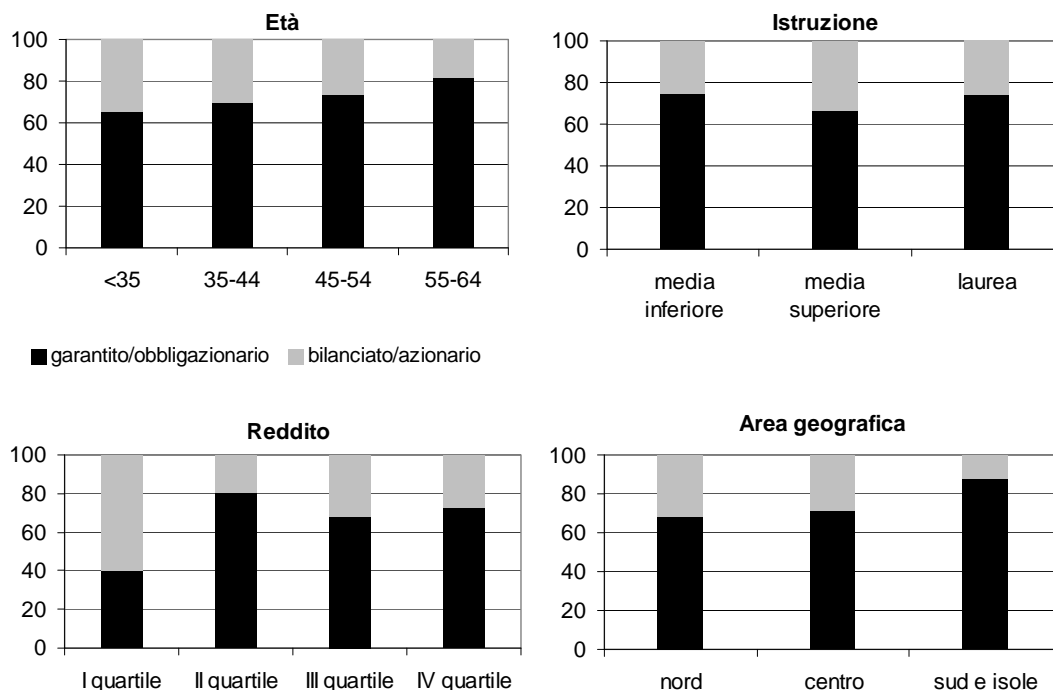 Età
100
80
60
40
20
0
<35 35-44 45-54 55-64
Istruzione
100
80
60
40
20
0
media inferiore media superiore laurea
garantito/obbligazionario bilanciato/azionario
Reddito
100
80
60
40
20
0
I quartile II quartile III quartile IV quartile
Area geografica
100
80
60
40
20
0
nord centro sud e isole